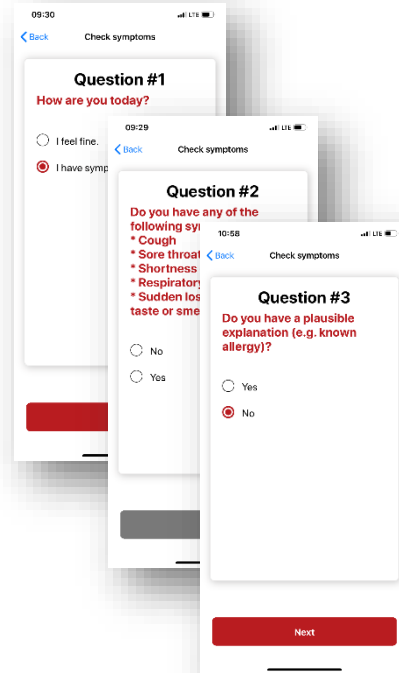 09:30
LTE
Back Check symptoms
Question #1
How are you today?
I feel fine.
I have symp
09:29
LTE
Back Check symptoms
Question #2
Do you have any of the
following sy
* Cough
* Sore throat
* Shortness
* Respiratory
* Sudden los
taste or sme
No
Yes
10:58
LTE
Back Check symptoms
Question #3
Do you have a plausible
explanation (e.g. known
allergy)?
Yes
No
Next